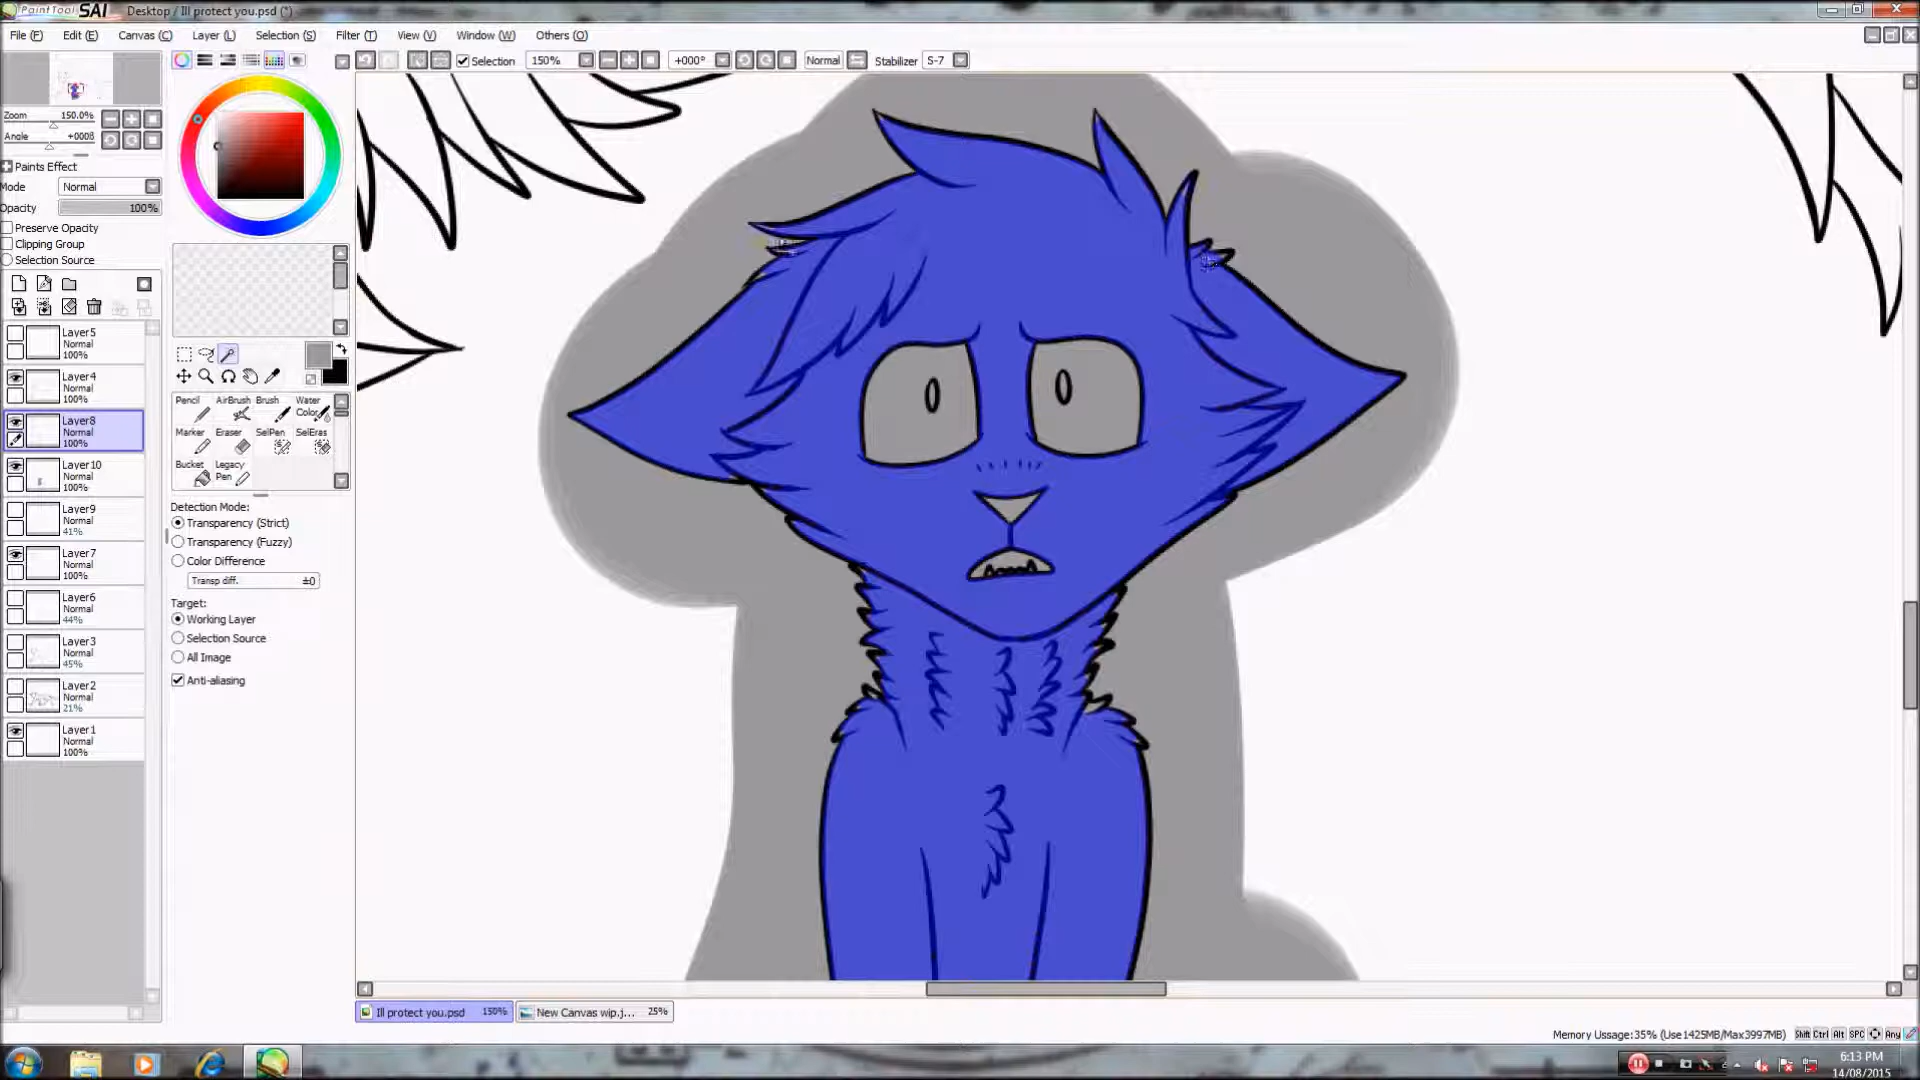 PaintTool SAI Desktop / Ill protect you.psd (*)
File (F) Edit (E) Canvas (C) Layer (L) Selection (S) Filter (T) View (V) Window (W) Others (O)
Selection 150% +000° Normal Stabilizer S-7
Zoom 150.0%
Angle +000ß
Paints Effect
Mode Normal
Opacity 100%
Preserve Opacity
Clipping Group
Selection Source
Layer5
Normal
100%
Layer4
Normal
100%
Layer8
Normal
100%
Layer10
Normal
100%
Layer9
Normal
41%
Layer7
Normal
100%
Layer6
Normal
44%
Layer3
Normal
45%
Layer2
Normal
21%
Layer1
Normal
100%
Pencil AirBrush Brush Water Color
Marker Eraser SelPen SelEras
Bucket Legacy Pen
Detection Mode:
Transparency (Strict)
Transparency (Fuzzy)
Color Difference
Transp diff. ±0
Target:
Working Layer
Selection Source
All Image
Anti-aliasing
Ill protect you.psd 150% New Canvas wip.j... 25%
Memory Ussage:35% (Use1425MB/Max3997MB) Shift Ctrl Alt SPC Any
6:13 PM
14/08/2015